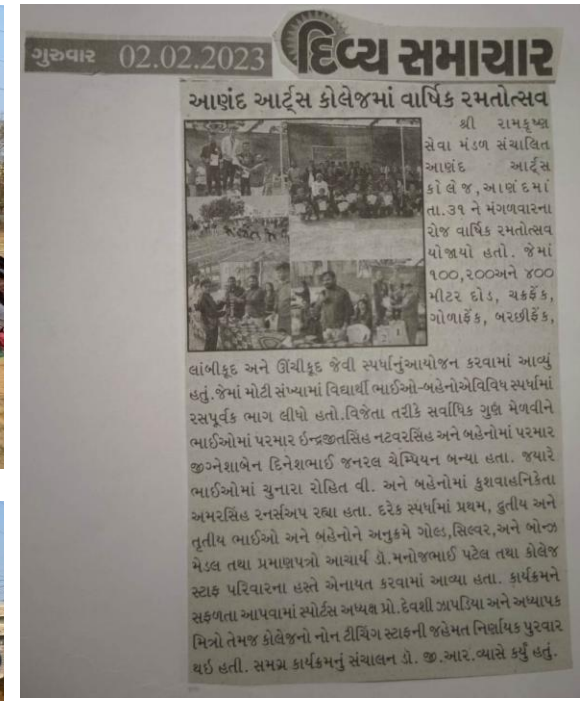 ગુરુવાર 02.02.2023 દિવ્ય સમાચાર
આણંદ આર્ટ્સ કોલેજમાં વાર્ષિક રમતોત્સવ
શ્રી રામકૃષ્ણ
સેવા મંડળ સંચાલિત
આણંદ આર્ટ્સ
કોલેજ,આણંદમાં
તા.૩૧ ને મંગળવારના
રોજ વાર્ષિક રમતોત્સવ
યોજાયો હતો. જેમાં
૧૦૦,૨૦૦અને ૪૦૦
મીટર દોડ, ચક્રફેંક,
ગોળાફેંક, બરછીફેંક,
લાંબીકૂદ અને ઊંચીકૂદ જેવી સ્પર્ધાનુંઆયોજન કરવામાં આવ્યું
હતું.જેમાં મોટી સંખ્યામાં વિદ્યાર્થી ભાઈઓ-બહેનોએવિવિધ સ્પર્ધામાં
રસપૂર્વક ભાગ લીધો હતો.વિજેતા તરીકે સર્વાધિક ગુણ મેળવીને
ભાઈઓમાં પરમાર ઈન્દ્રજીતસિંહ નટવરસિંહ અને બહેનોમાં પરમાર
જીગ્નેશાબેન દિનેશભાઈ જનરલ ચેમ્પિયન બન્યા હતા. જયારે
ભાઈઓમાં ચુનારા રોહિત વી. અને બહેનોમાં કુશવાહનિકેતા
અમરસિંહ રનર્સઅપ રહ્યા હતા. દરેક સ્પર્ધામાં પ્રથમ, દ્રુતીય અને
તૃતીય ભાઈઓ અને બહેનોને અનુક્રમે ગોલ્ડ,સિલ્વર,અને બ્રોન્ઝ
મેડલ તથા પ્રમાણપત્રો આચાર્ય ડૉ.મનોજભાઈ પટેલ તથા કોલેજ
સ્ટાફ પરિવારના હસ્તે એનાયત કરવામાં આવ્યા હતા. કાર્યક્રમને
સફળતા આપવામાં સ્પોર્ટસ અધ્યક્ષ પ્રો.દેવશી ઝાપડિયા અને અધ્યાપક
મિત્રો તેમજ કોલેજનો નોન ટીચિંગ સ્ટાફની જહેમત નિર્ણાયક પુરવાર
થઇ હતી. સમગ્ર કાર્યક્રમનું સંચાલન ડૉ. જી.આર.વ્યાસે કર્યું હતું.